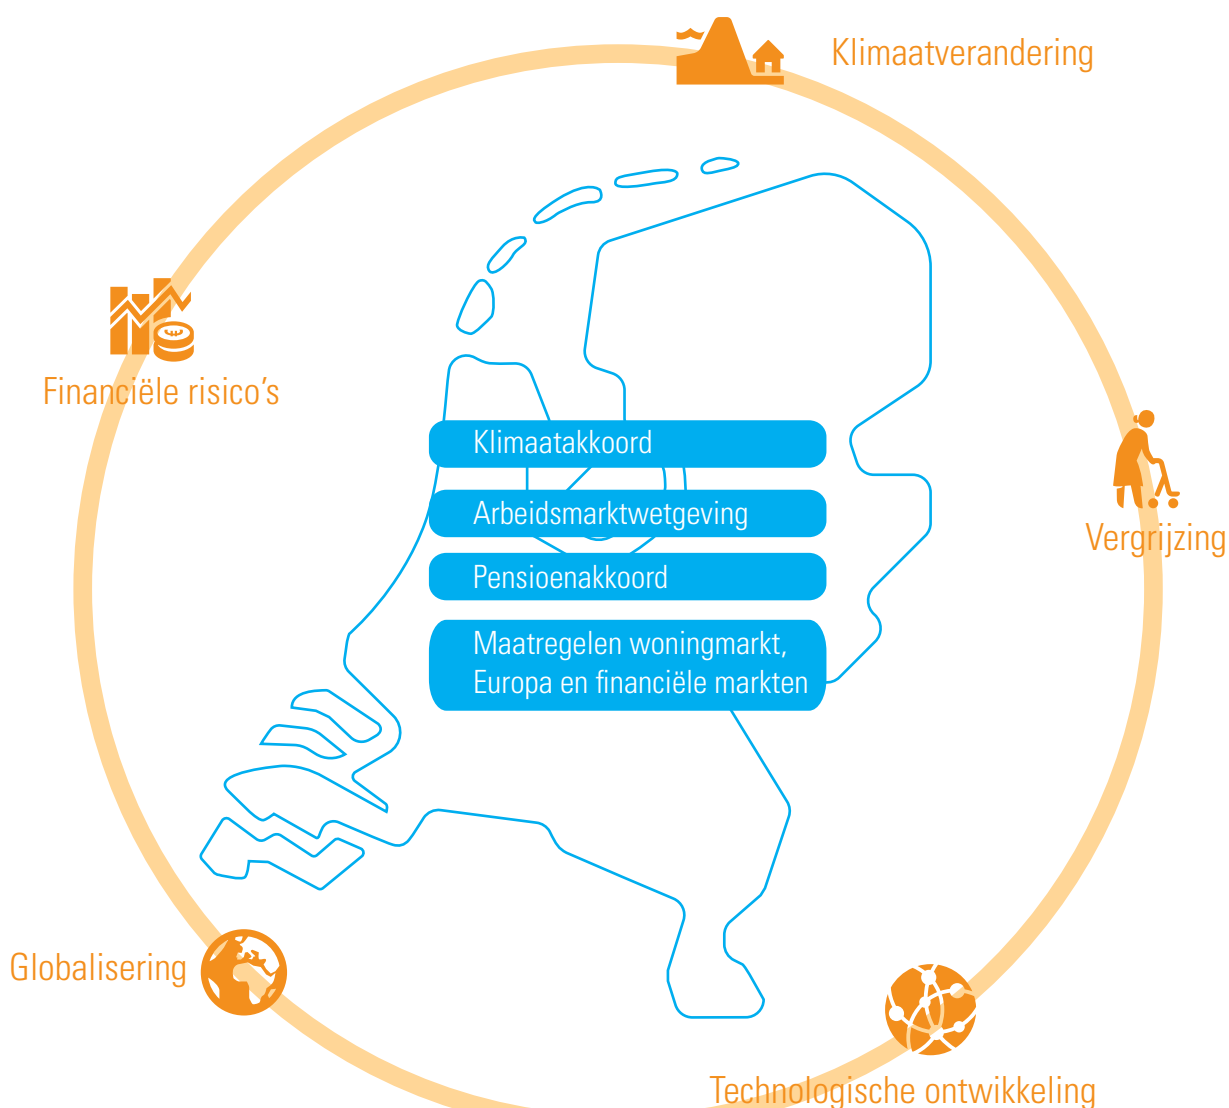 Klimaatverandering
Financiële risico’s
Klimaatakkoord
Arbeidsmarktwetgeving
Vergrijzing
Pensioenakkoord
Maatregelen woningmarkt,
Europa en financiële markten
Globalisering
Technologische ontwikkeling